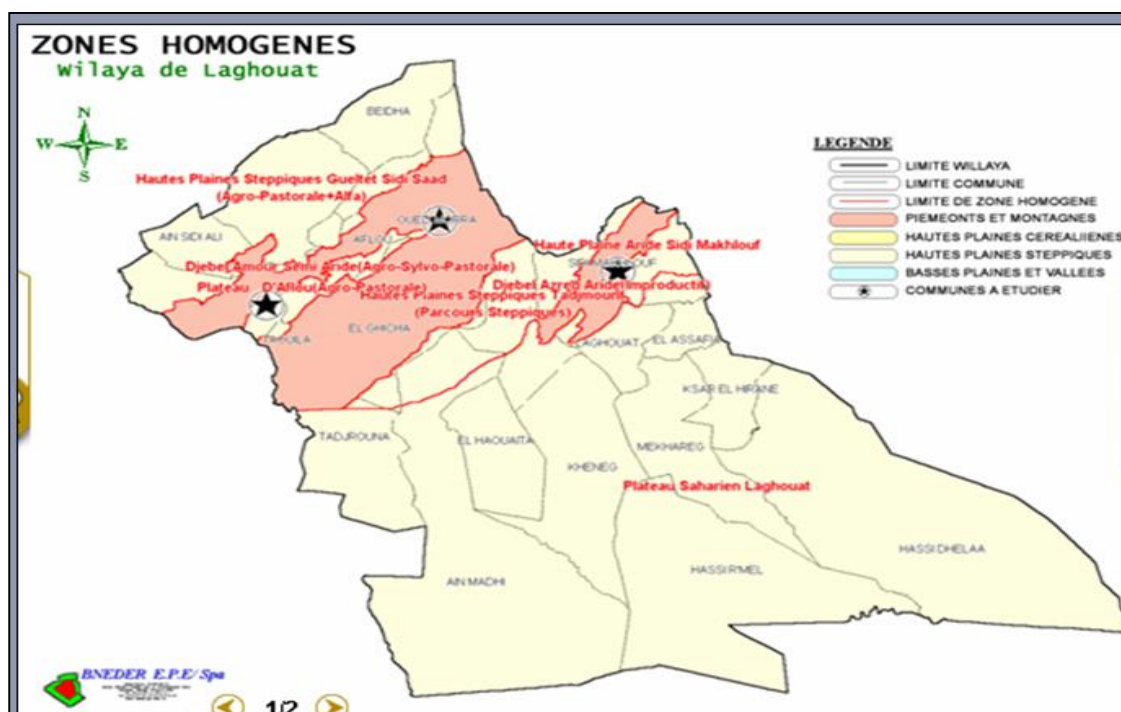 ZONES HOMOGENES
Wilaya de Laghouat
N
W E
S
BEIDHA
Hautes Plaines Steppiques Gueltet Sidi Saad
(Agro-Pastorale+Alfa)
AIN SIDI ALI
AFLOU
Haute Plaine Aride Sidi Makhlouf
Djebel Amour Semi Aride(Agro-Sylvo-Pastorale)
Plateau D'Aflou(Agro-Pastorale)
Djebel Azreg Aride(Improductif)
Hautes Plaines Steppiques Tadjmount
(Parcours Steppiques)
EL GHICHA
LAGHOUAT
EL ASSAFIA
KSAR EL HIRANE
TADJROUNA
EL HAOUAITA
MEKHAREG
KHENEG
Plateau Saharien Laghouat
HASSI DHELAA
HASSI R'MEL
AIN MADHI
LEGENDE
LIMITE WILLAYA
LIMITE COMMUNE
LIMITE DE ZONE HOMOGENE
PIEMEONTS ET MONTAGNES
HAUTES PLAINES CEREALIIENES
HAUTES PLAINES STEPPIQUES
BASSES PLAINES ET VALLEES
COMMUNES A ETUDIER
BNEDER E.P.E/Spa
1/2